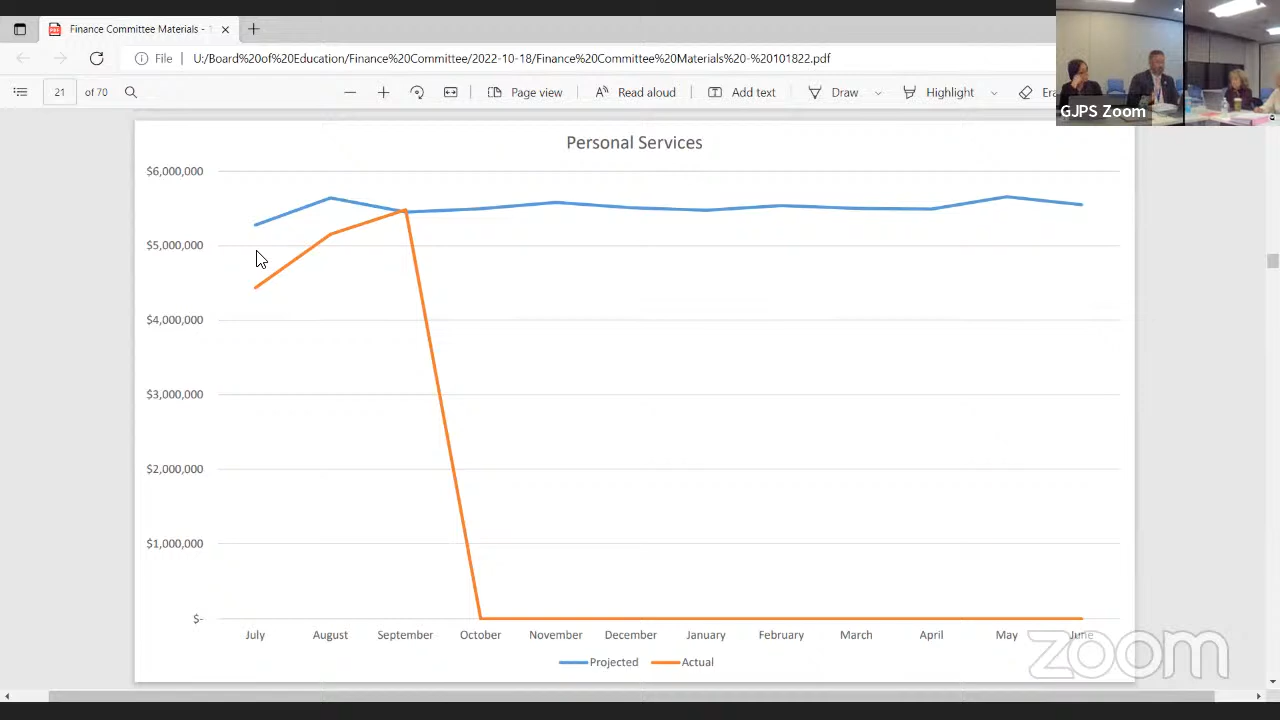 Finance Committee Materials - 1
File
U:/Board%20of%20Education/Finance%20Committee/2022-10-18/Finance%20Committee%20Materials%20-%20101822.pdf
21 of 70
Page view
Read aloud
Add text
Draw
Highlight
Era
GJPS Zoom
Personal Services
$6,000,000
$5,000,000
$4,000,000
$3,000,000
$2,000,000
$1,000,000
$-
July August September October November December January February March April May June
Projected Actual
zoom